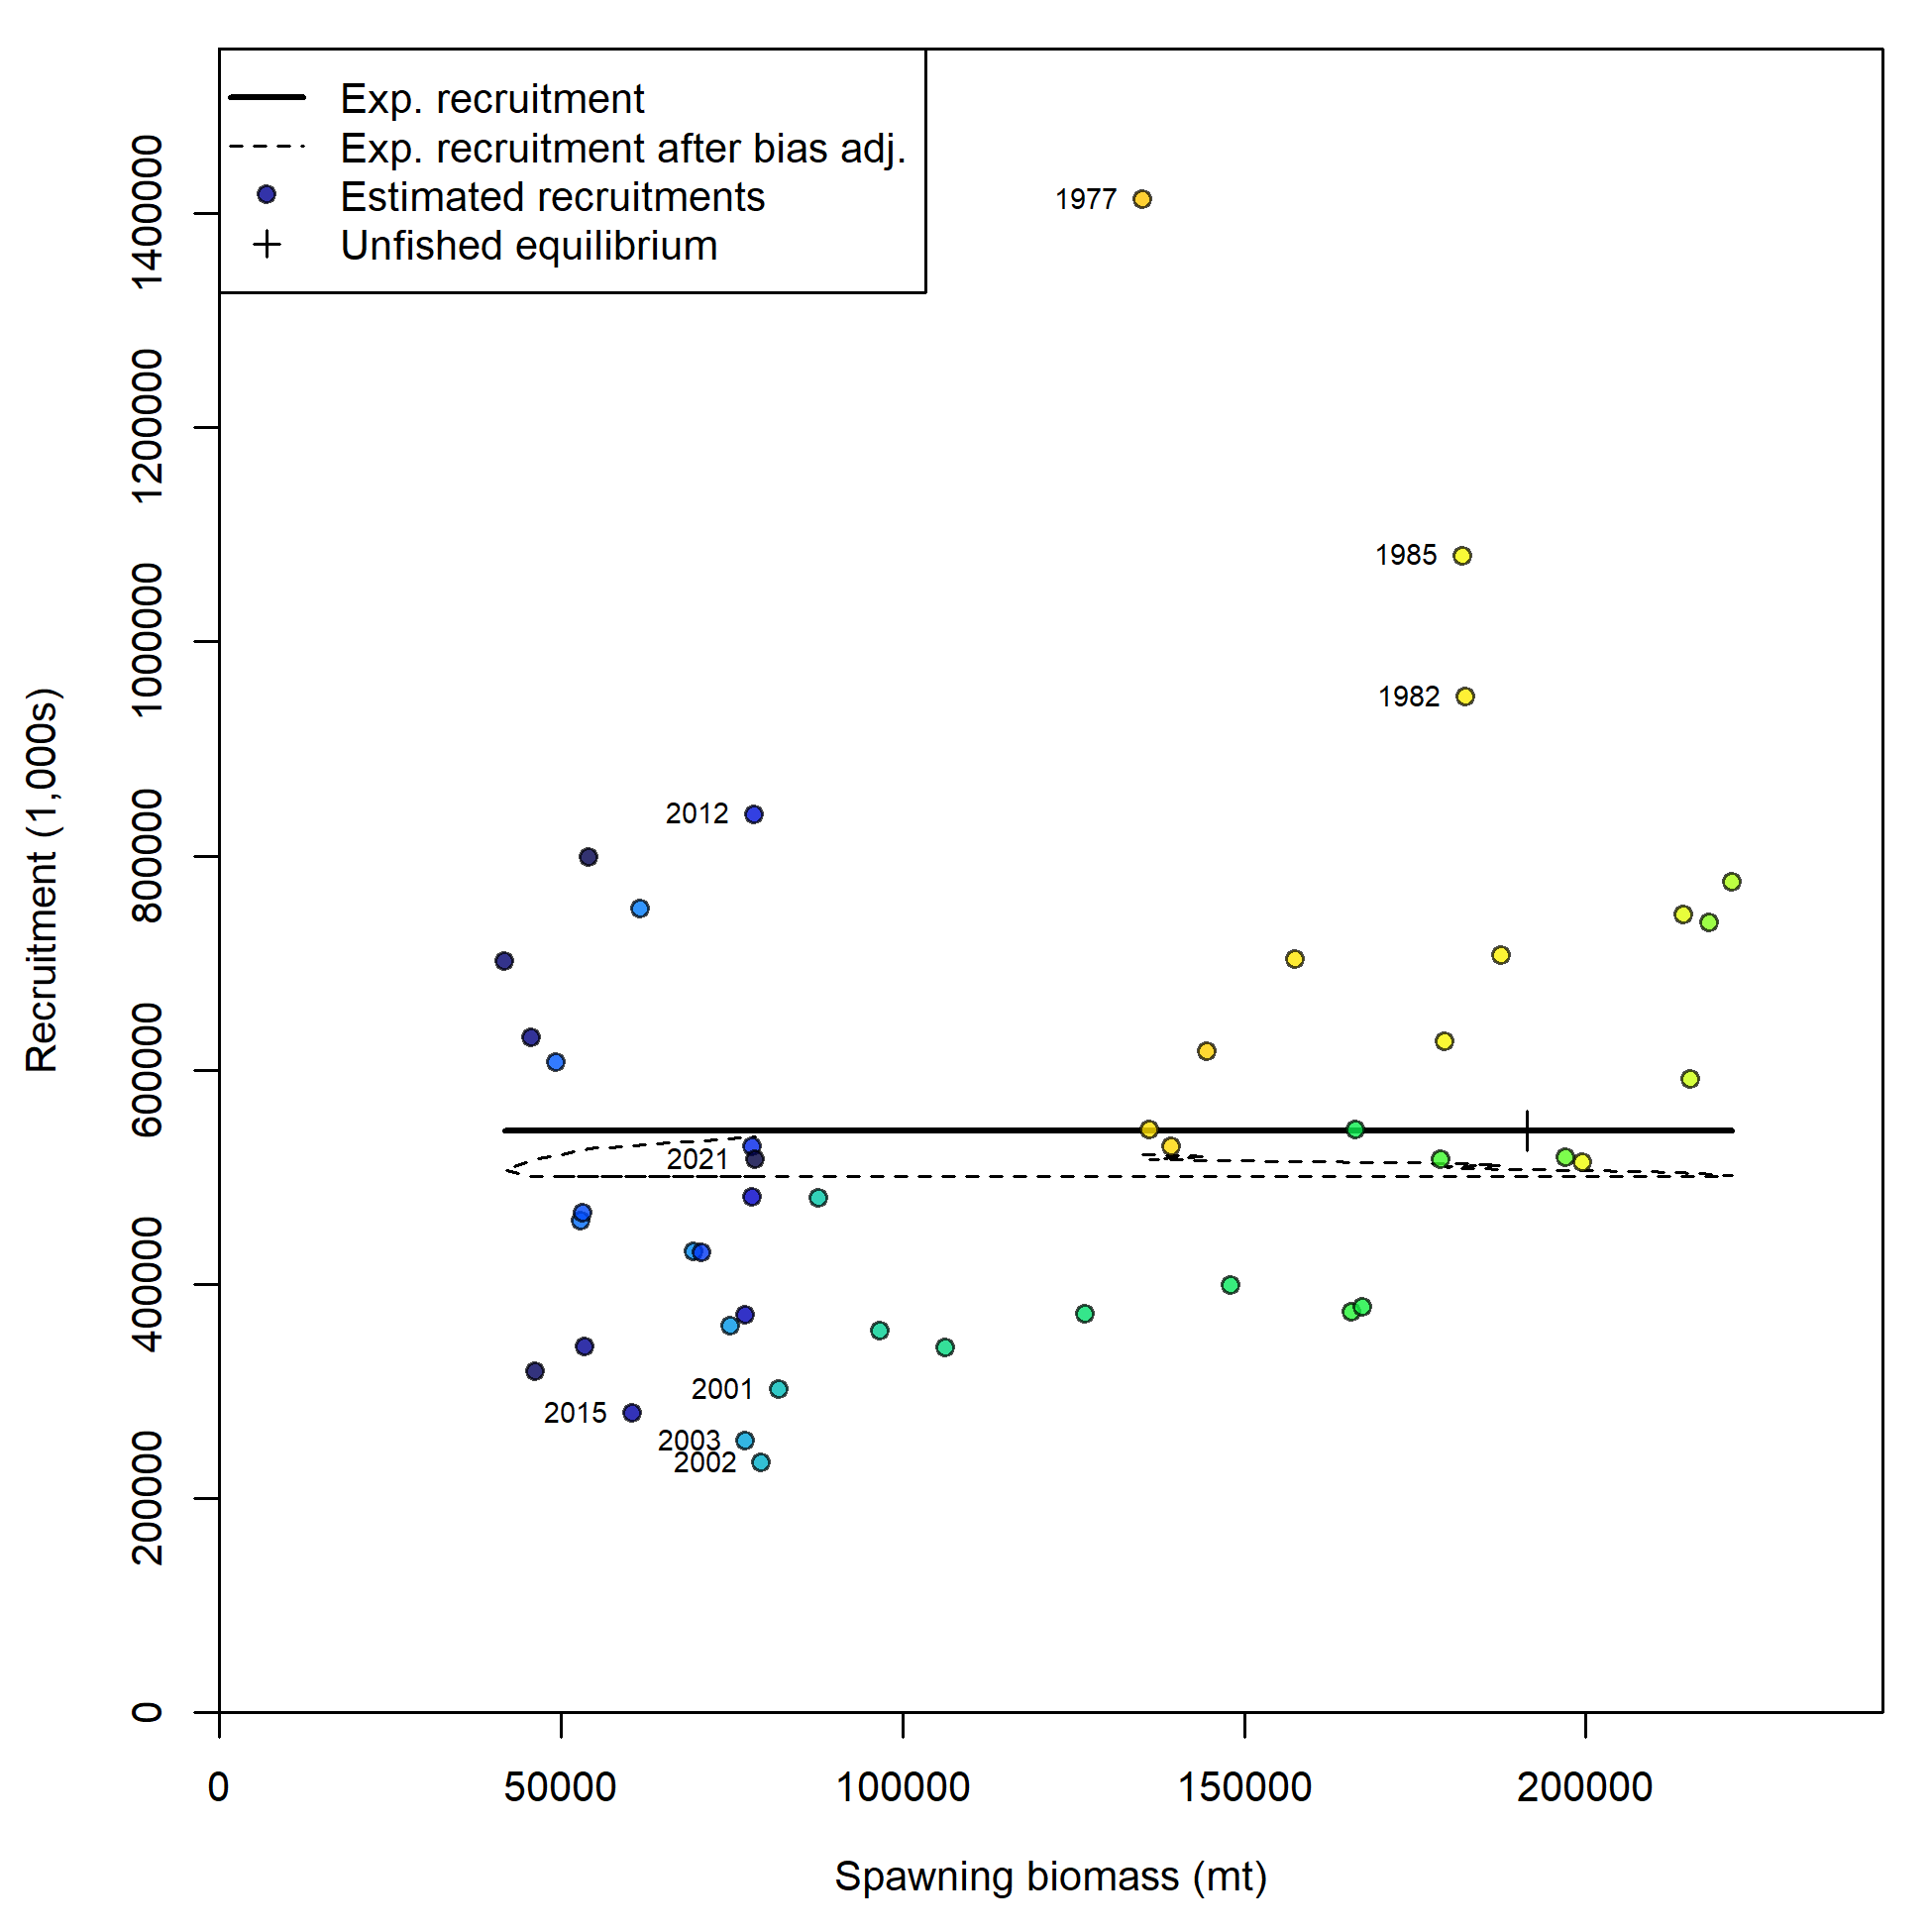 Exp. recruitment
Exp. recruitment after bias adj.
Estimated recruitments
Unfished equilibrium
1977
1985
1982
2012
2021
2001
2015
2003
2002
Recruitment (1,000s)
1400000
1200000
1000000
800000
600000
400000
200000
0
0 50000 100000 150000 200000
Spawning biomass (mt)